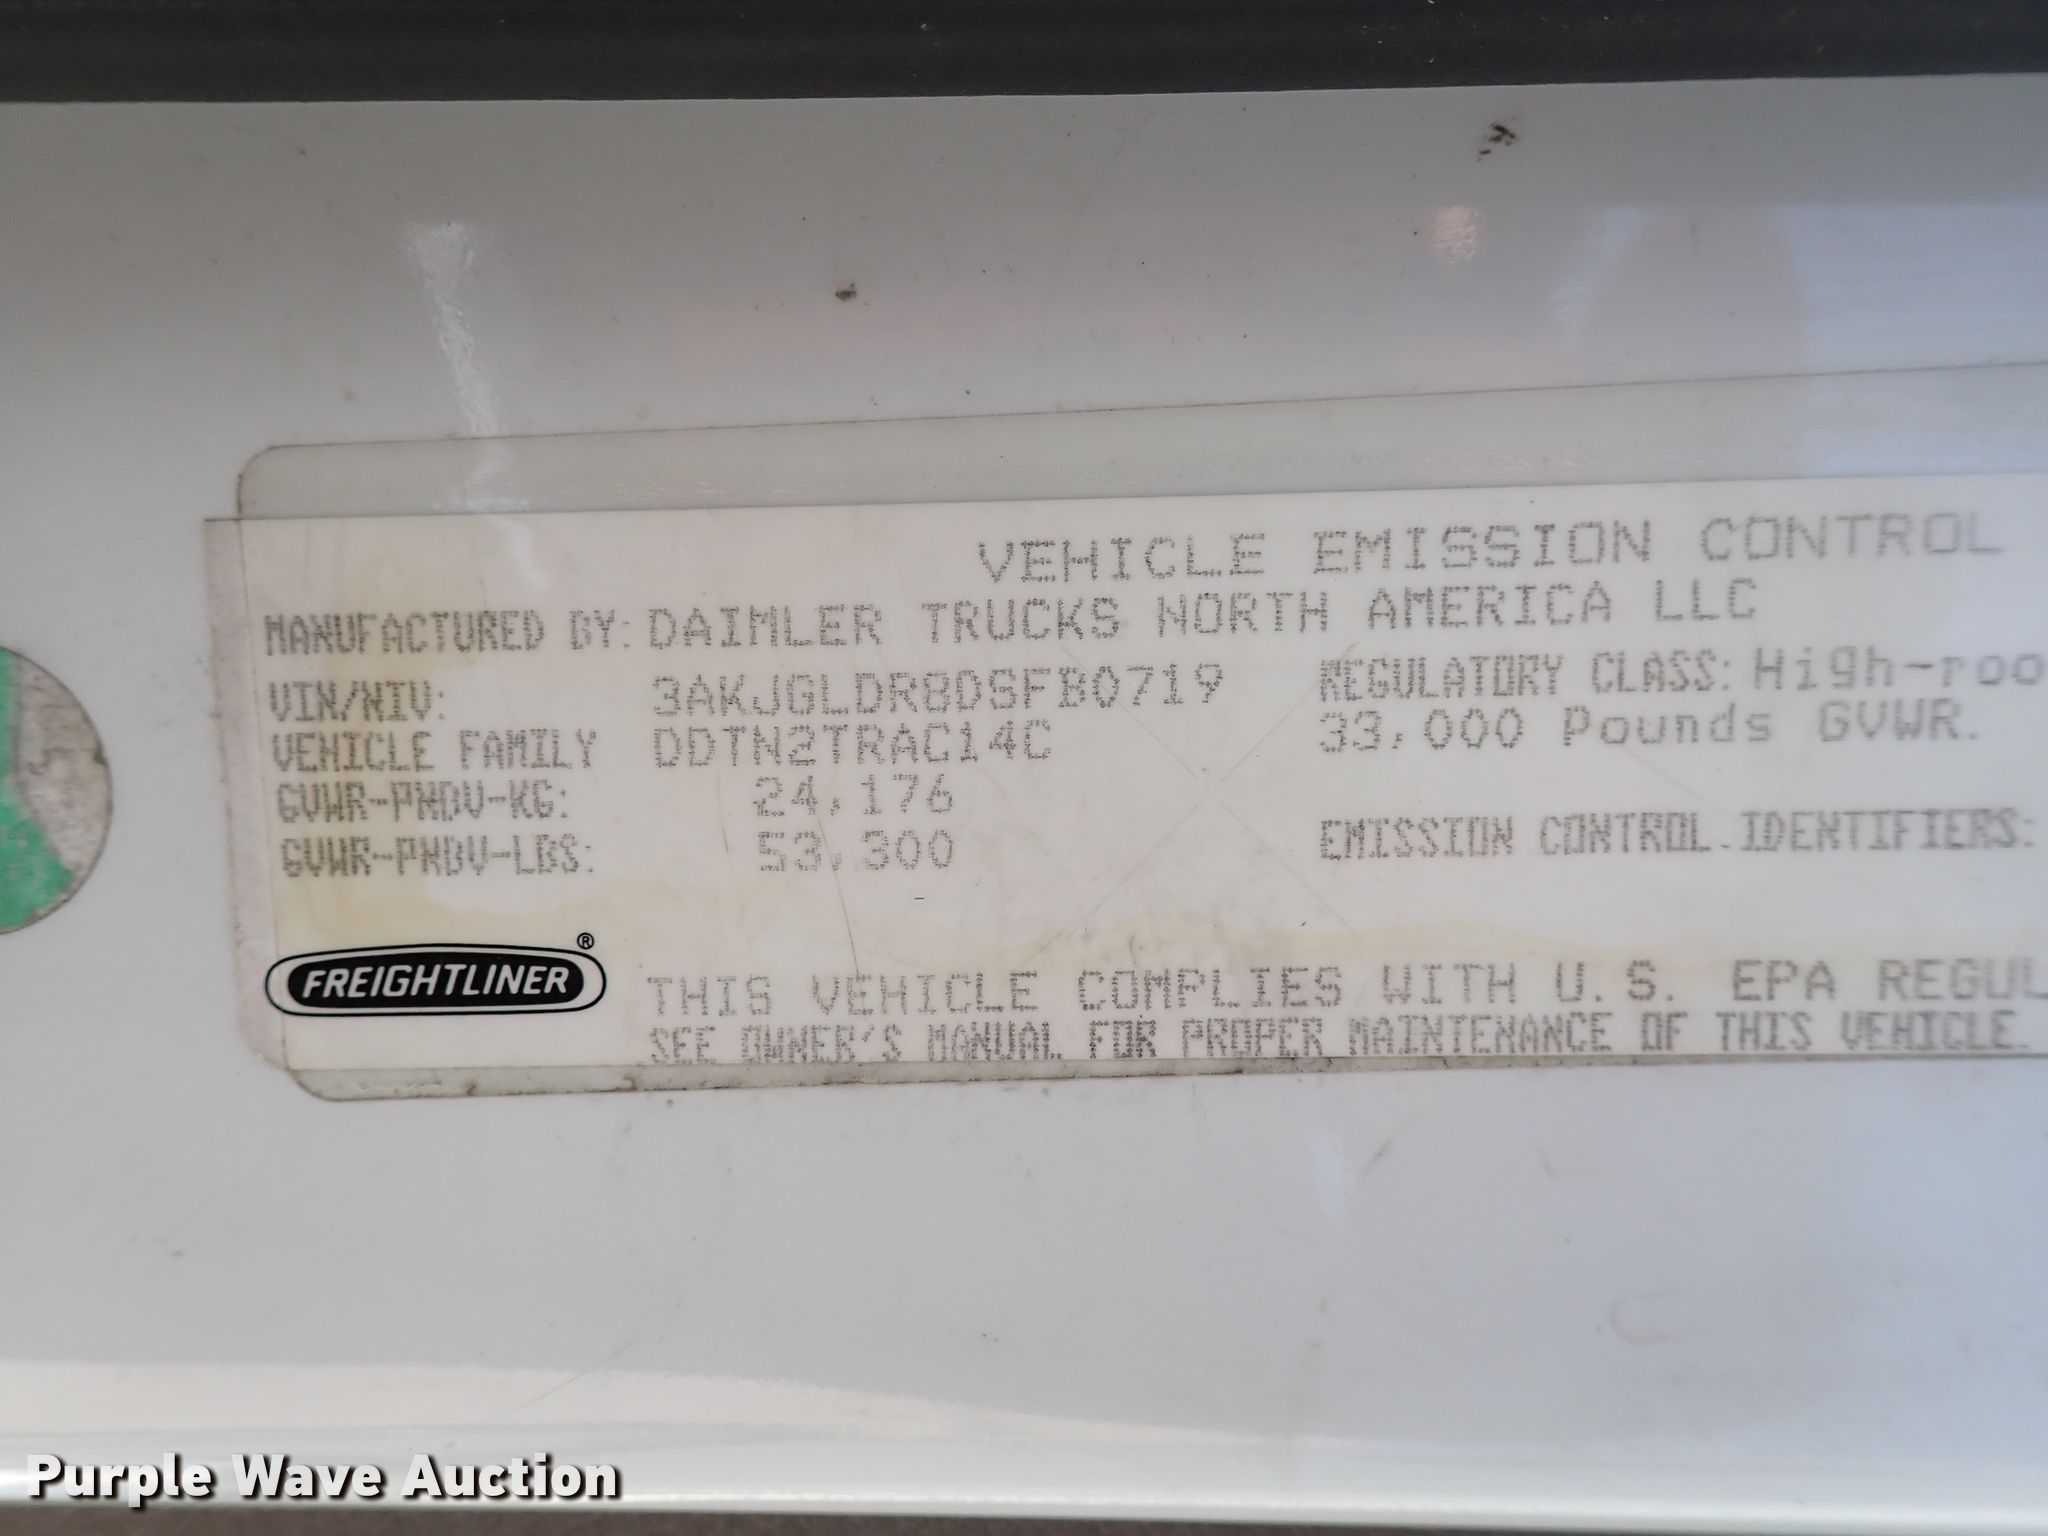 VEHICLE EMISSION CONTROL
MANUFACTURED BY: DAIMLER TRUCKS NORTH AMERICA LLC
VIN/NIV: 3AKJGLDR8DSFB0719 REGULATORY CLASS: High-roo
VEHICLE FAMILY DDTN2TRAC14C 33,000 Pounds GVWR.
GVWR-PNBV-KG: 24,176
GVWR-PNBV-LBS: 53,300 EMISSION CONTROL IDENTIFIERS:
FREIGHTLINER® THIS VEHICLE COMPLIES WITH U.S. EPA REGUL
SEE OWNER'S MANUAL FOR PROPER MAINTENANCE OF THIS VEHICLE.
Purple Wave Auction